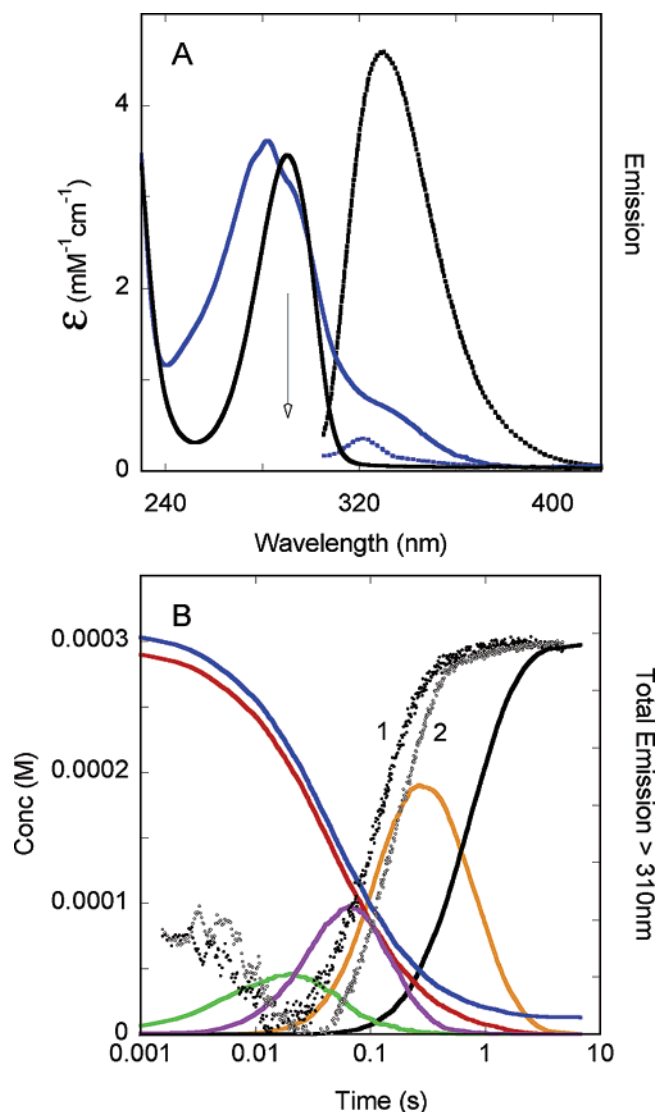 A
4
2
0
ε (mM⁻¹cm⁻¹)
Emission
240 320 400
Wavelength (nm)
B
0.0003
0.0002
0.0001
0
Conc (M)
1 2
Total Emission > 310nm
0.001 0.01 0.1 1 10
Time (s)